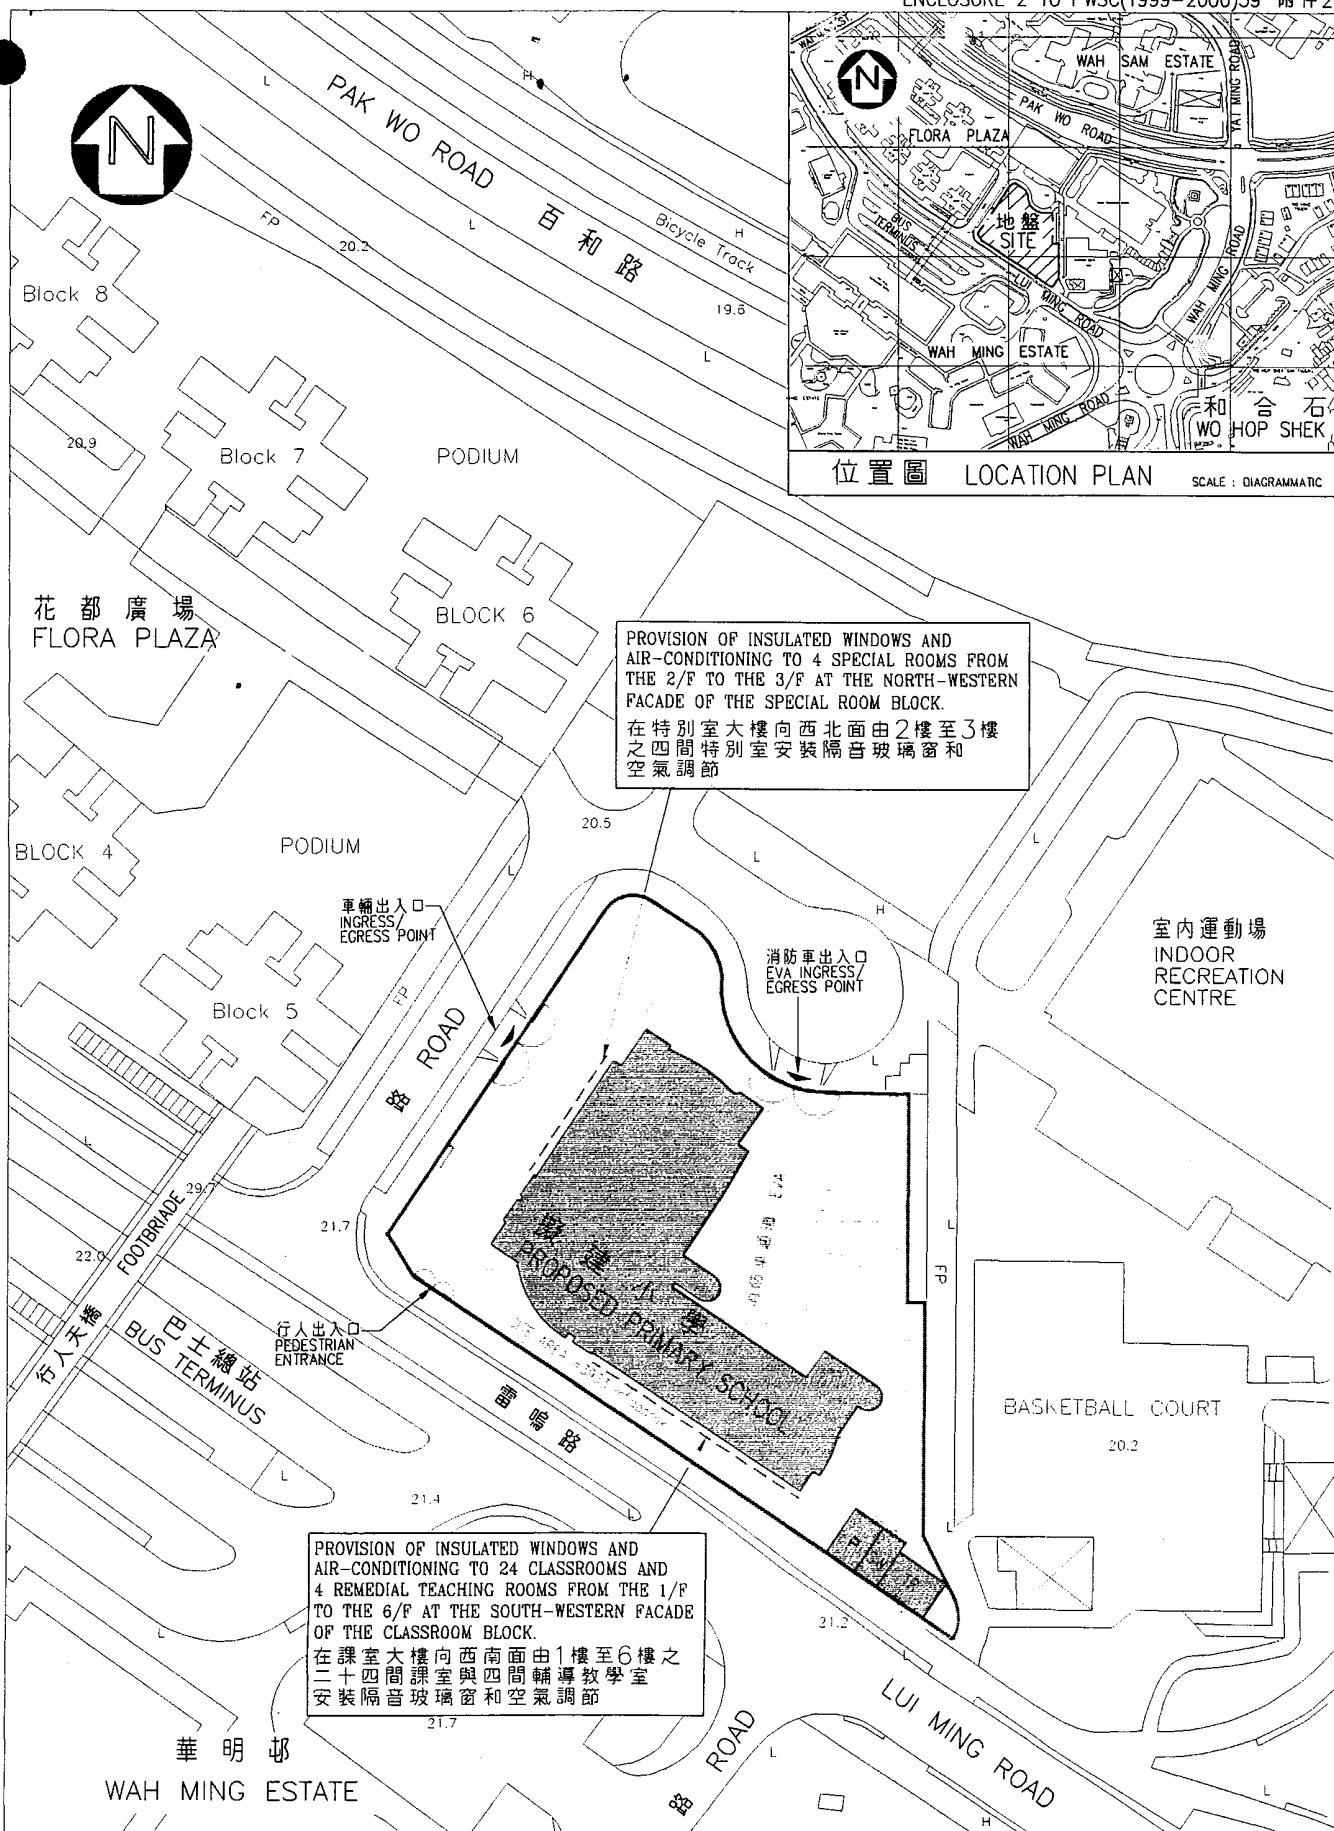 ENCLOSURE 2 TO PWSC(1999-2000)59 附件2
N
PAK WO ROAD
百和路
Bicycle Track
L
H
FP
20.2
L
H
19.6
L
WAH SAM ESTATE
YAT MING ROAD
N
PAK WO ROAD
FLORA PLAZA
BUS
TERMINUS
地盤
SITE
LUI MING ROAD
WAH MING ROAD
WAH MING ESTATE
WAH MING ROAD
和合石
WO HOP SHEK
位置圖 LOCATION PLAN
SCALE : DIAGRAMMATIC
Block 8
20.9
Block 7
PODIUM
BLOCK 6
花都廣場
FLORA PLAZA
PROVISION OF INSULATED WINDOWS AND
AIR-CONDITIONING TO 4 SPECIAL ROOMS FROM
THE 2/F TO THE 3/F AT THE NORTH-WESTERN
FACADE OF THE SPECIAL ROOM BLOCK.
在特別室大樓向西北面由2樓至3樓
之四間特別室安裝隔音玻璃窗和
空氣調節
20.5
BLOCK 4
PODIUM
L
L
L
H
車輛出入口
INGRESS/
EGRESS POINT
消防車出入口
EVA INGRESS/
EGRESS POINT
室內運動場
INDOOR
RECREATION
CENTRE
Block 5
FP
路 ROAD
L
L
29.7
21.7
22.0
FOOTBRIADE
行人天橋
巴士總站
BUS TERMINUS
行人出入口
PEDESTRIAN
ENTRANCE
擬建小學
PROPOSED PRIMARY SCHOOL
EVA
L
FP
雷鳴路
BASKETBALL COURT
20.2
L
21.4
L
L
PROVISION OF INSULATED WINDOWS AND
AIR-CONDITIONING TO 24 CLASSROOMS AND
4 REMEDIAL TEACHING ROOMS FROM THE 1/F
TO THE 6/F AT THE SOUTH-WESTERN FACADE
OF THE CLASSROOM BLOCK.
在課室大樓向西南面由1樓至6樓之
二十四間課室與四間輔導教學室
安裝隔音玻璃窗和空氣調節
21.2
L
L
21.7
華明邨
WAH MING ESTATE
路 ROAD
L
LUI MING ROAD
L
H